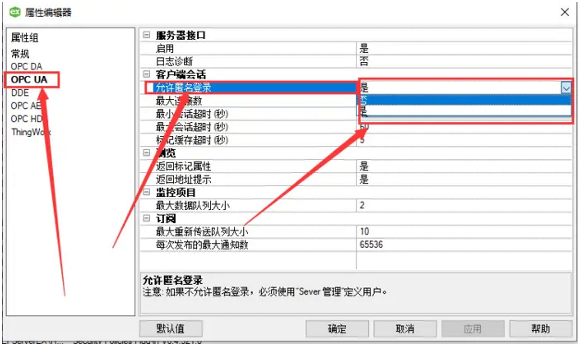 属性编辑器
属性组
常规
OPC DA
OPC UA
DDE
OPC AE
OPC HDA
ThingWorx
服务器接口
启用 是
日志诊断 否
客户端会话
允许匿名登录 是
否
是
最大连接数
最小会话超时(秒)
最大会话超时(秒) 60
标记缓存超时(秒) 5
浏览
返回标记属性 是
返回地址提示 是
监控项目
最大数据队列大小 2
订阅
最大重新传送队列大小 10
每次发布的最大通知数 65536
允许匿名登录
注意: 如果不允许匿名登录，必须使用“Sever 管理”定义用户。
默认值 确定 取消 应用 帮助